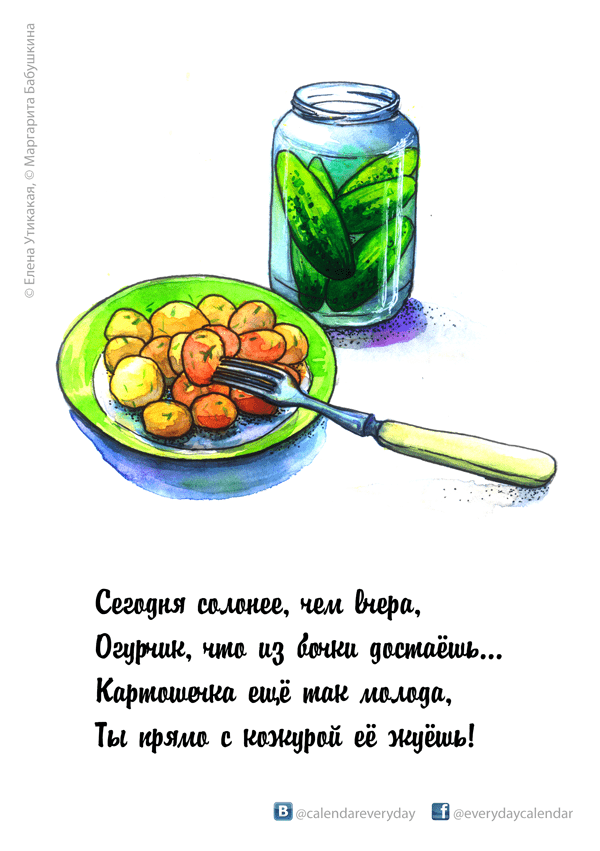 © Елена Утикакая, © Маргарита Бабушкина
Сегодня солонее, чем вчера,
Огурчик, что из бочки достаёшь...
Картошечка ещё так молода,
Ты прямо с кожурой её жуёшь!
B @calendareveryday f @everydaycalendar